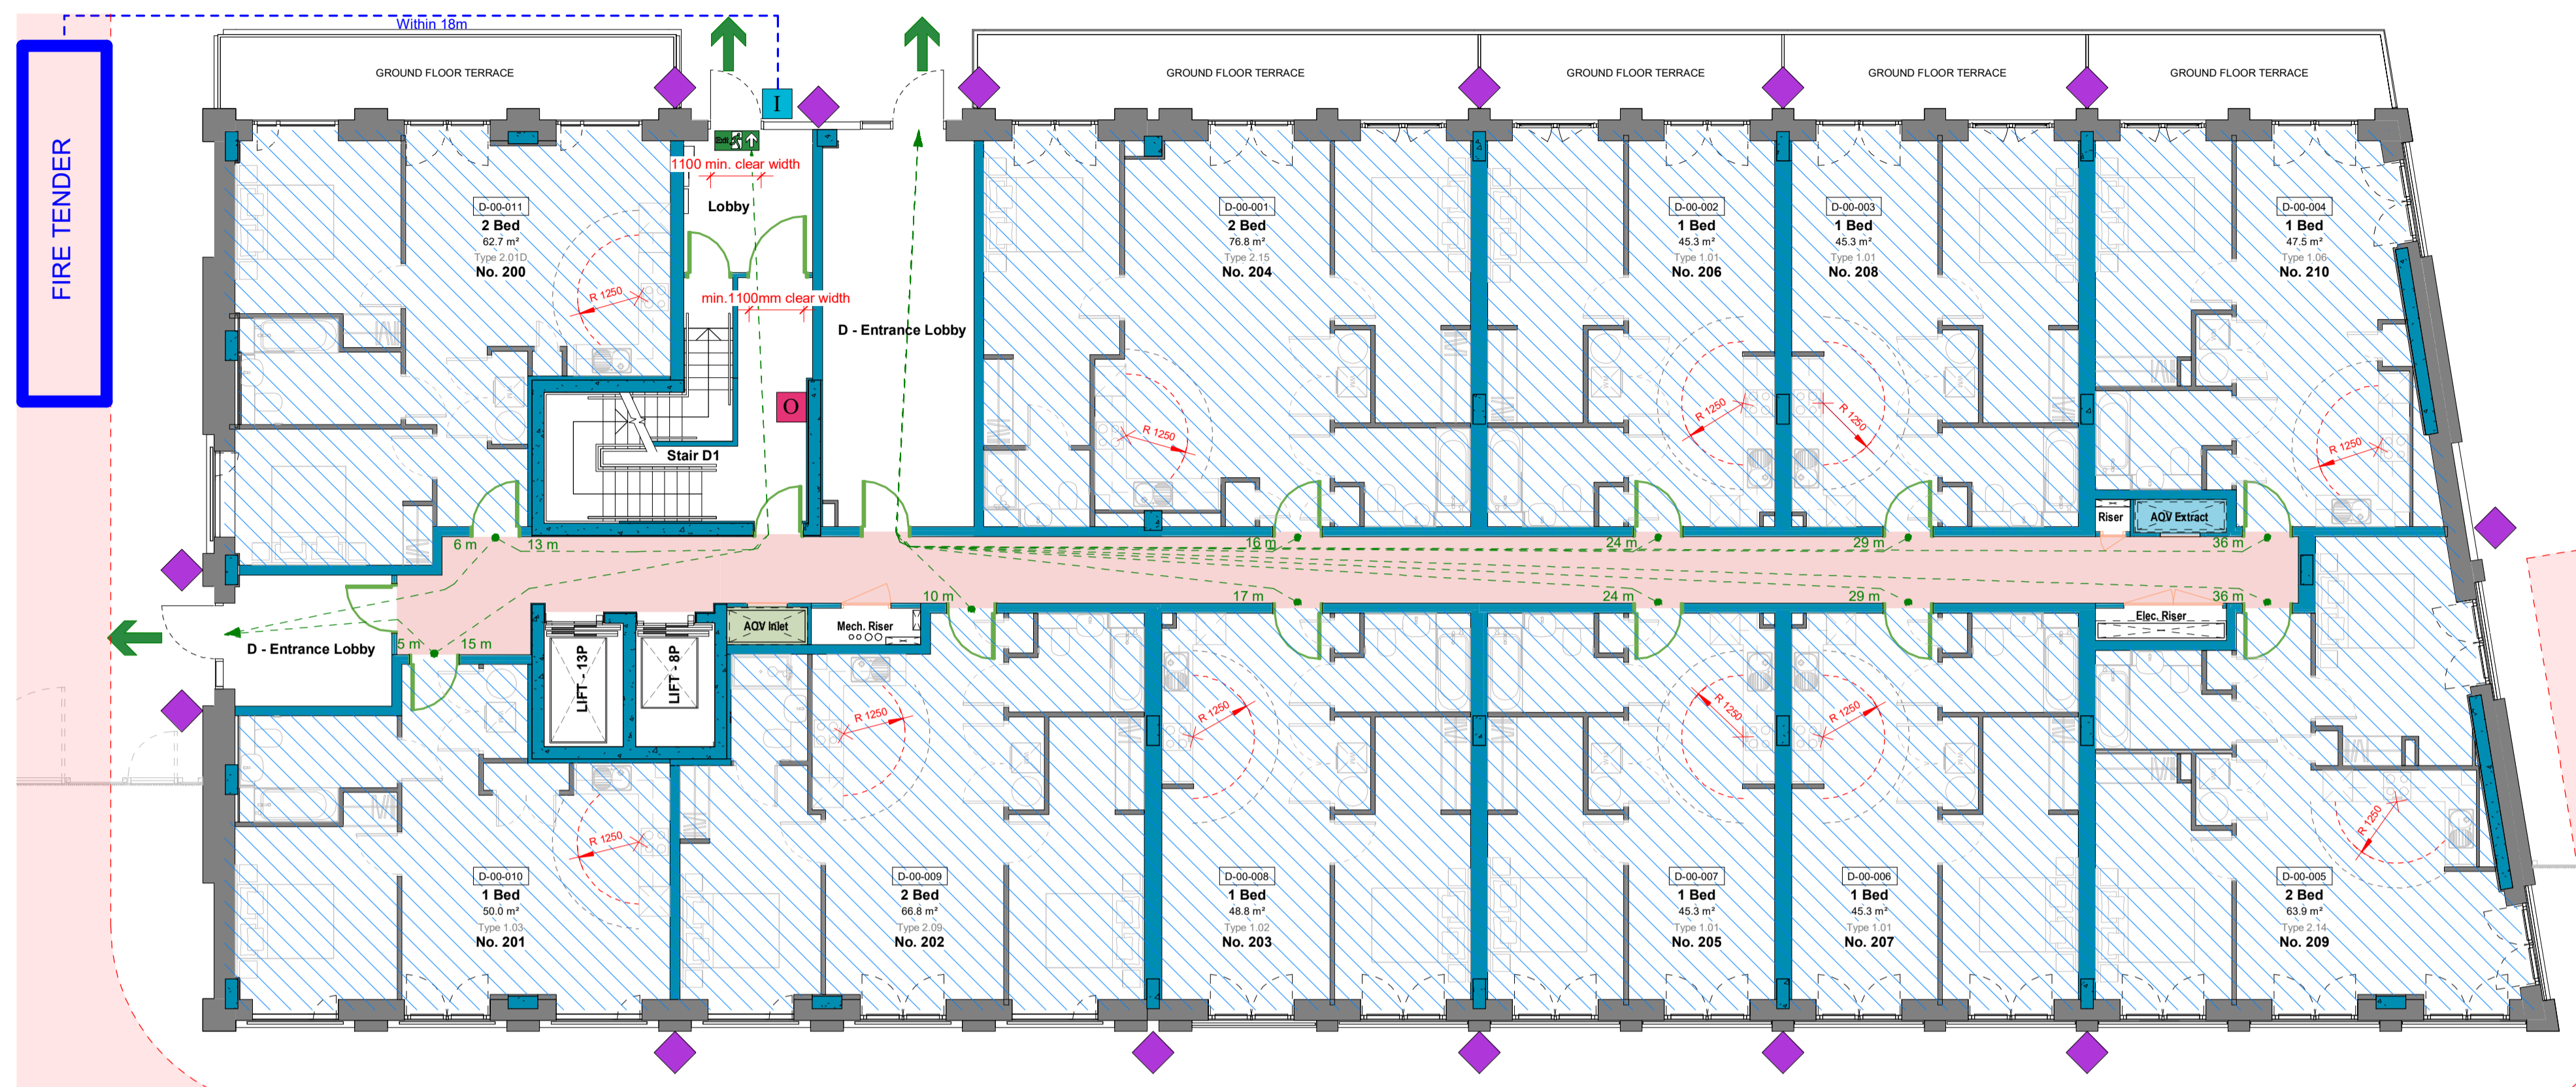 Within 18m
FIRE TENDER
GROUND FLOOR TERRACE
GROUND FLOOR TERRACE
GROUND FLOOR TERRACE
GROUND FLOOR TERRACE
GROUND FLOOR TERRACE
I
1100 min. clear width
Lobby
min.1100mm clear width
D - Entrance Lobby
O
Stair D1
D-00-011
2 Bed
62.7 m²
Type 2.01D
No. 200
R 1250
D-00-001
2 Bed
76.8 m²
Type 2.15
No. 204
R 1250
D-00-002
1 Bed
45.3 m²
Type 1.01
No. 206
R 1250
D-00-003
1 Bed
45.3 m²
Type 1.01
No. 208
R 1250
D-00-004
1 Bed
47.5 m²
Type 1.06
No. 210
R 1250
Riser
AOV Extract
6 m
13 m
16 m
24 m
29 m
36 m
10 m
17 m
24 m
29 m
36 m
5 m
15 m
D - Entrance Lobby
LIFT - 13P
LIFT - 8P
AOV Inlet
Mech. Riser
Elec. Riser
D-00-010
1 Bed
50.0 m²
Type 1.03
No. 201
R 1250
D-00-009
2 Bed
66.8 m²
Type 2.09
No. 202
R 1250
D-00-008
1 Bed
48.8 m²
Type 1.02
No. 203
R 1250
D-00-007
1 Bed
45.3 m²
Type 1.01
No. 205
R 1250
D-00-006
1 Bed
45.3 m²
Type 1.01
No. 207
R 1250
D-00-005
2 Bed
63.9 m²
Type 2.14
No. 209
R 1250